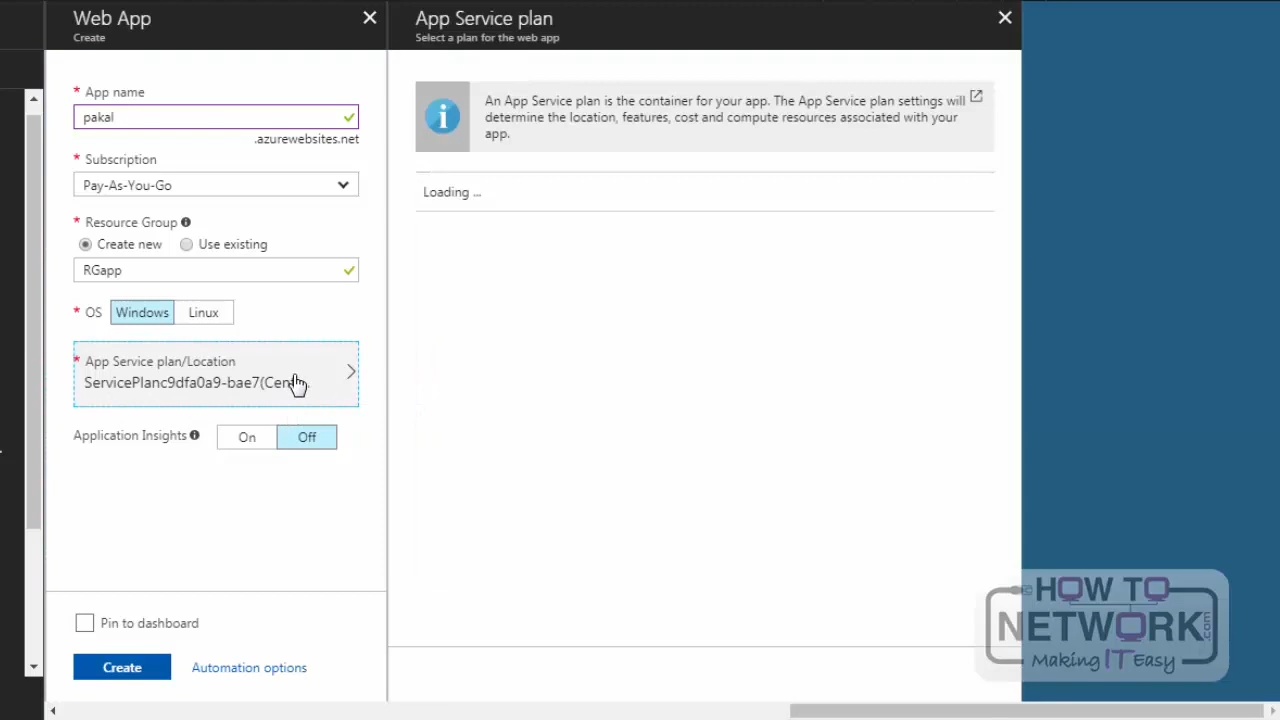 Web App
Create
* App name
pakal
.azurewebsites.net
* Subscription
Pay-As-You-Go
* Resource Group
Create new
Use existing
RGapp
* OS Windows Linux
* App Service plan/Location
ServicePlanc9dfa0a9-bae7(Cen
Application Insights On Off
Pin to dashboard
Create Automation options
App Service plan
Select a plan for the web app
An App Service plan is the container for your app. The App Service plan settings will
determine the location, features, cost and compute resources associated with your
app.
Loading ...
HOW TO
NETWORK.com
Making IT Easy